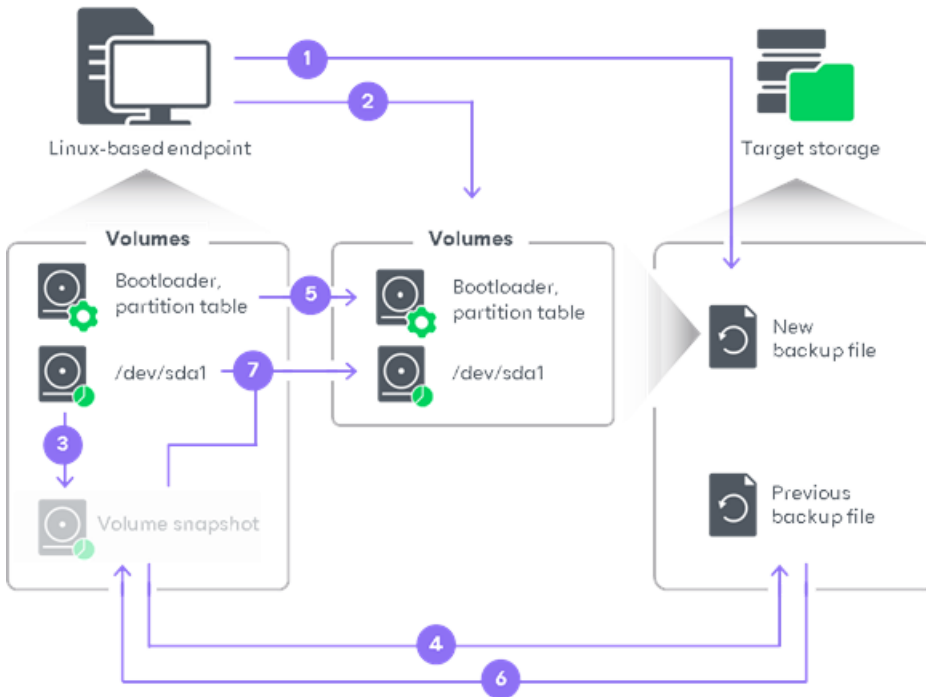 1
2
Linux-based endpoint
Target storage
Volumes
Bootloader,
partition table
/dev/sda1
Volume snapshot
3
5
7
Volumes
Bootloader,
partition table
/dev/sda1
New
backup file
Previous
backup file
4
6